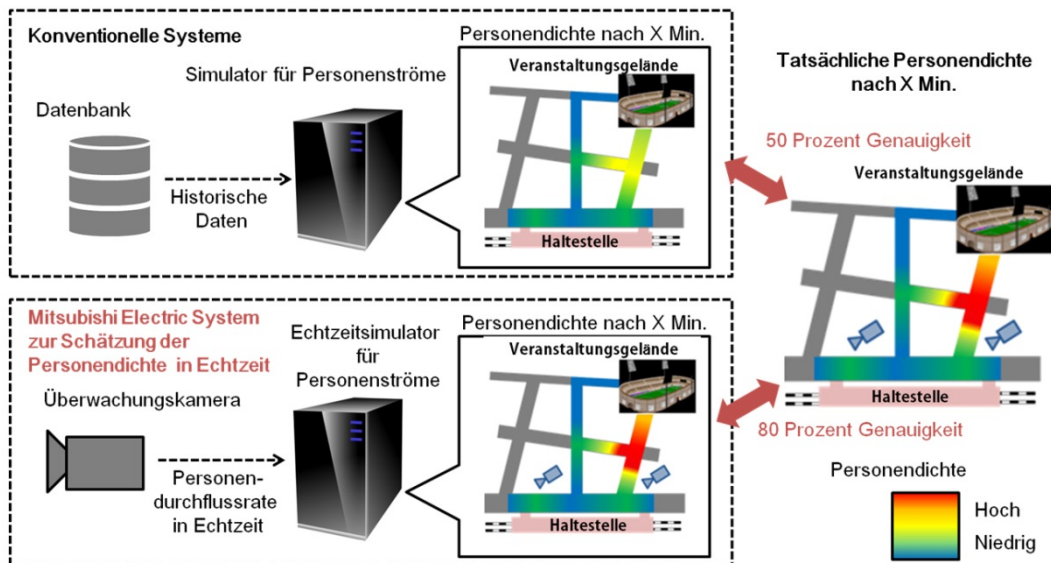 Konventionelle Systeme
Datenbank
Historische
Daten
Simulator für Personenströme
Personendichte nach X Min.
Veranstaltungsgelände
Haltestelle
Mitsubishi Electric System
zur Schätzung der
Personendichte in Echtzeit
Überwachungskamera
Personen-
durchflussrate
in Echtzeit
Echtzeitsimulator
für
Personenströme
Personendichte nach X Min.
Veranstaltungsgelände
Haltestelle
Tatsächliche Personendichte
nach X Min.
50 Prozent Genauigkeit
Veranstaltungsgelände
Haltestelle
80 Prozent Genauigkeit
Personendichte
Hoch
Niedrig